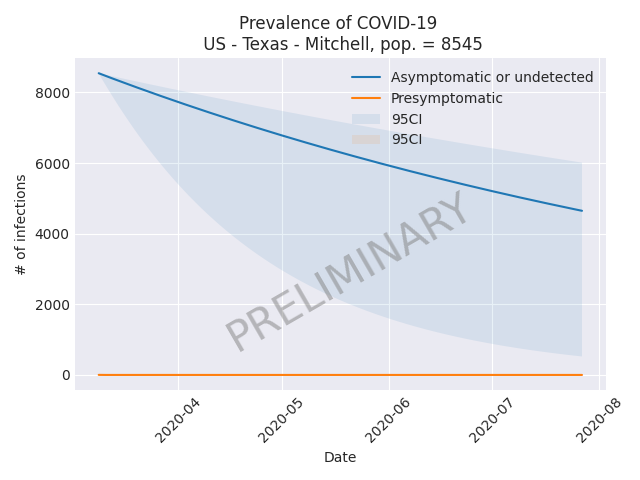 Prevalence of COVID-19
US - Texas - Mitchell, pop. = 8545
Asymptomatic or undetected
Presymptomatic
95CI
95CI
8000
6000
4000
2000
0
# of infections
PRELIMINARY
2020-04
2020-05
2020-06
2020-07
2020-08
Date